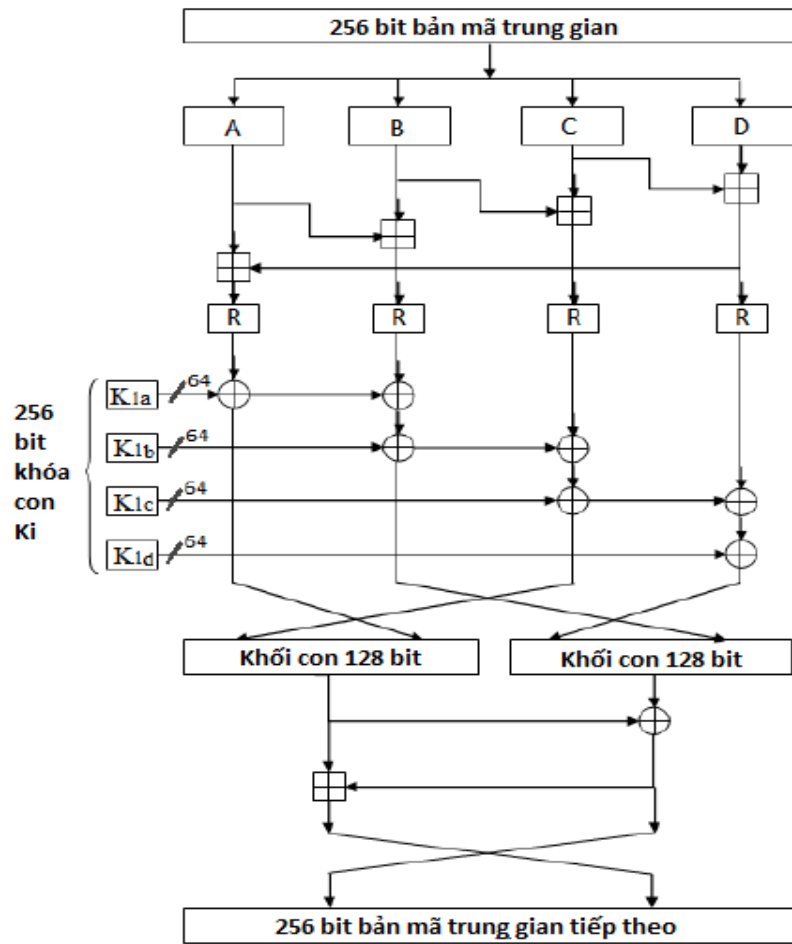 256 bit bản mã trung gian
A B C D
R R R R
K1a 64
256 bit khóa con Ki
K1b 64
K1c 64
K1d 64
Khối con 128 bit Khối con 128 bit
256 bit bản mã trung gian tiếp theo